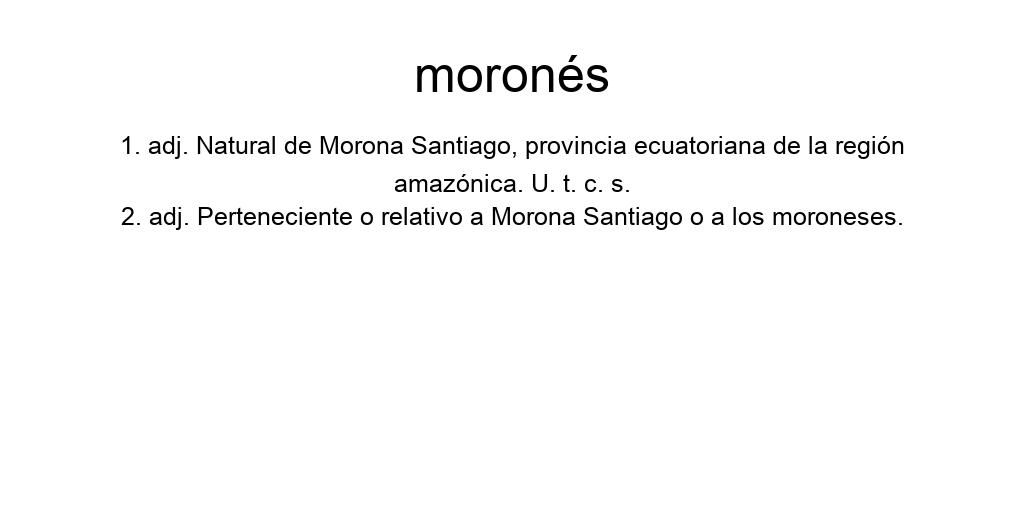 moronés
1. adj. Natural de Morona Santiago, provincia ecuatoriana de la región
amazónica. U. t. c. s.
2. adj. Perteneciente o relativo a Morona Santiago o a los moroneses.